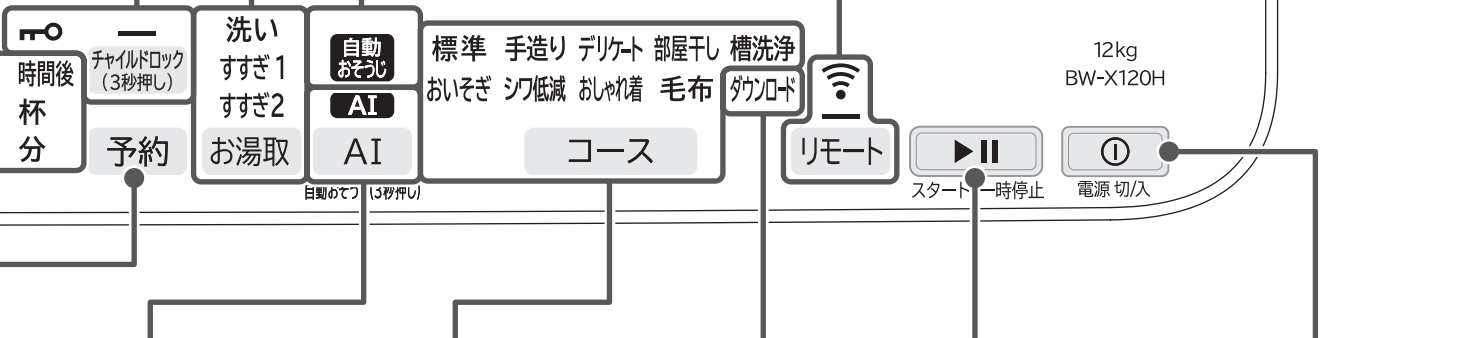 チャイルドロック
(3秒押し)
時間後
杯
分
予約
洗い
すすぎ1
すすぎ2
お湯取
自動
おそうじ
AI
AI
標準 手造り デリケート 部屋干し 槽洗浄
おいそぎ シワ低減 おしゃれ着 毛布 ダウンロード
コース
リモート
12kg
BW-X120H
スタート 一時停止
電源 切/入
(3秒押し)